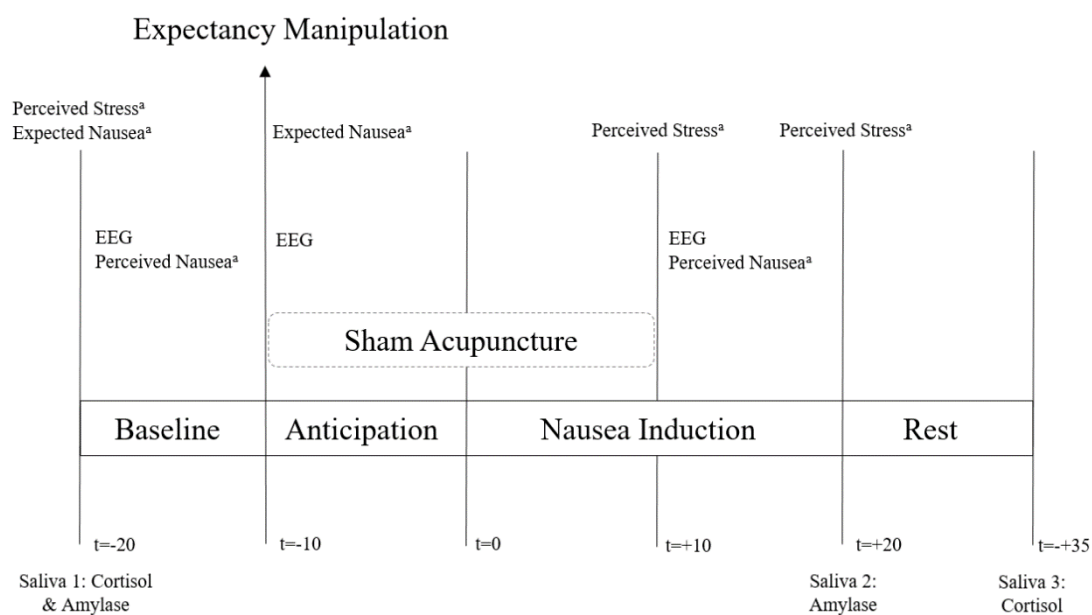 Expectancy Manipulation
Perceived Stressᵃ
Expected Nauseaᵃ
Expected Nauseaᵃ
Perceived Stressᵃ
Perceived Stressᵃ
EEG
Perceived Nauseaᵃ
EEG
EEG
Perceived Nauseaᵃ
Sham Acupuncture
Baseline
Anticipation
Nausea Induction
Rest
t=-20
t=-10
t=0
t=+10
t=+20
t=-+35
Saliva 1: Cortisol
& Amylase
Saliva 2:
Amylase
Saliva 3:
Cortisol